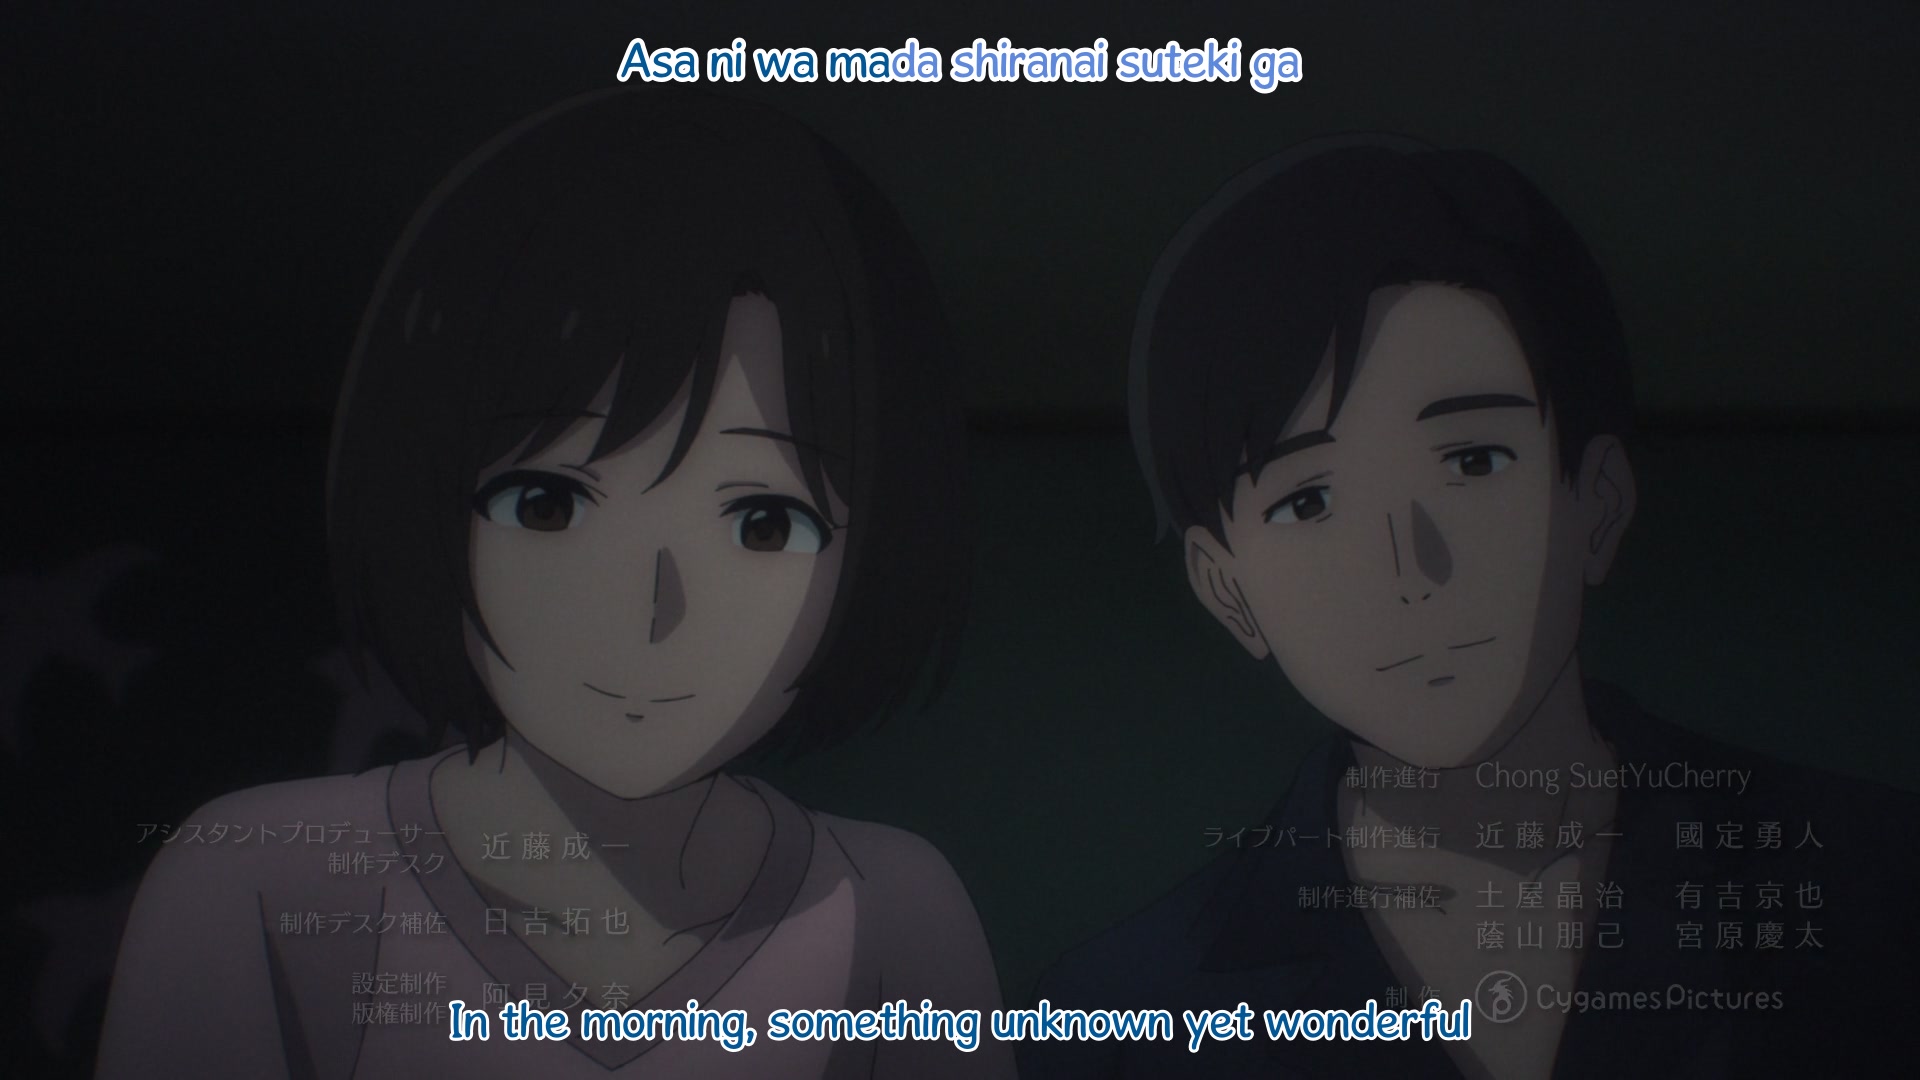 Asa ni wa mada shiranai suteki ga
アシスタントプロデューサー
制作デスク 近藤成一
制作デスク補佐 日吉拓也
設定制作
版権制作 阿見夕奈
制作進行 Chong SuetYuCherry
ライブパート制作進行 近藤成一 國定勇人
制作進行補佐 土屋晶治 有吉京也
蔭山朋己 宮原慶太
制作 CygamesPictures
In the morning, something unknown yet wonderful